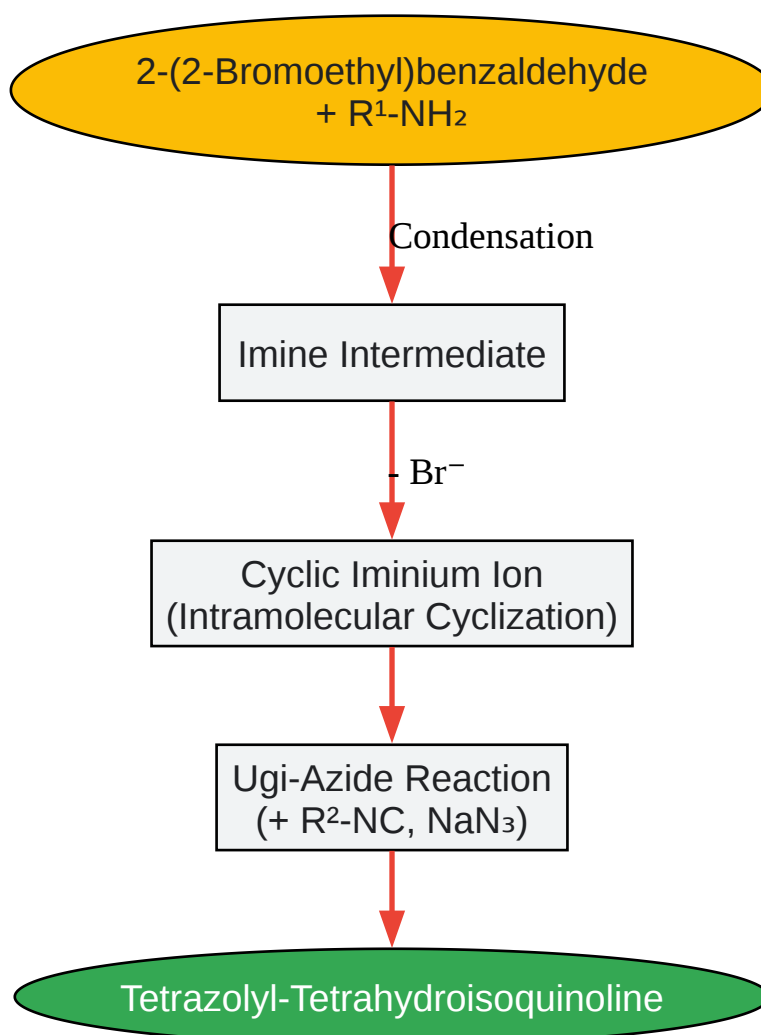 2-(2-Bromoethyl)benzaldehyde
+ R¹-NH₂
Condensation
Imine Intermediate
- Br⁻
Cyclic Iminium Ion
(Intramolecular Cyclization)
Ugi-Azide Reaction
(+ R²-NC, NaN₃)
Tetrazolyl-Tetrahydroisoquinoline